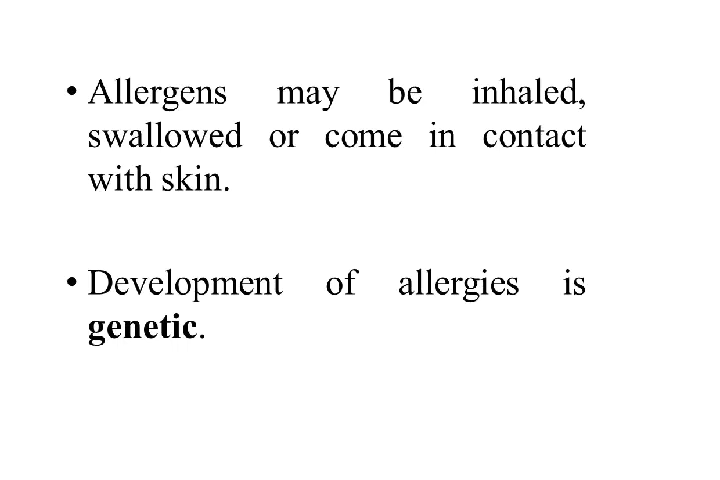 • Allergens may be inhaled,
swallowed or come in contact
with skin.
• Development of allergies is
genetic.